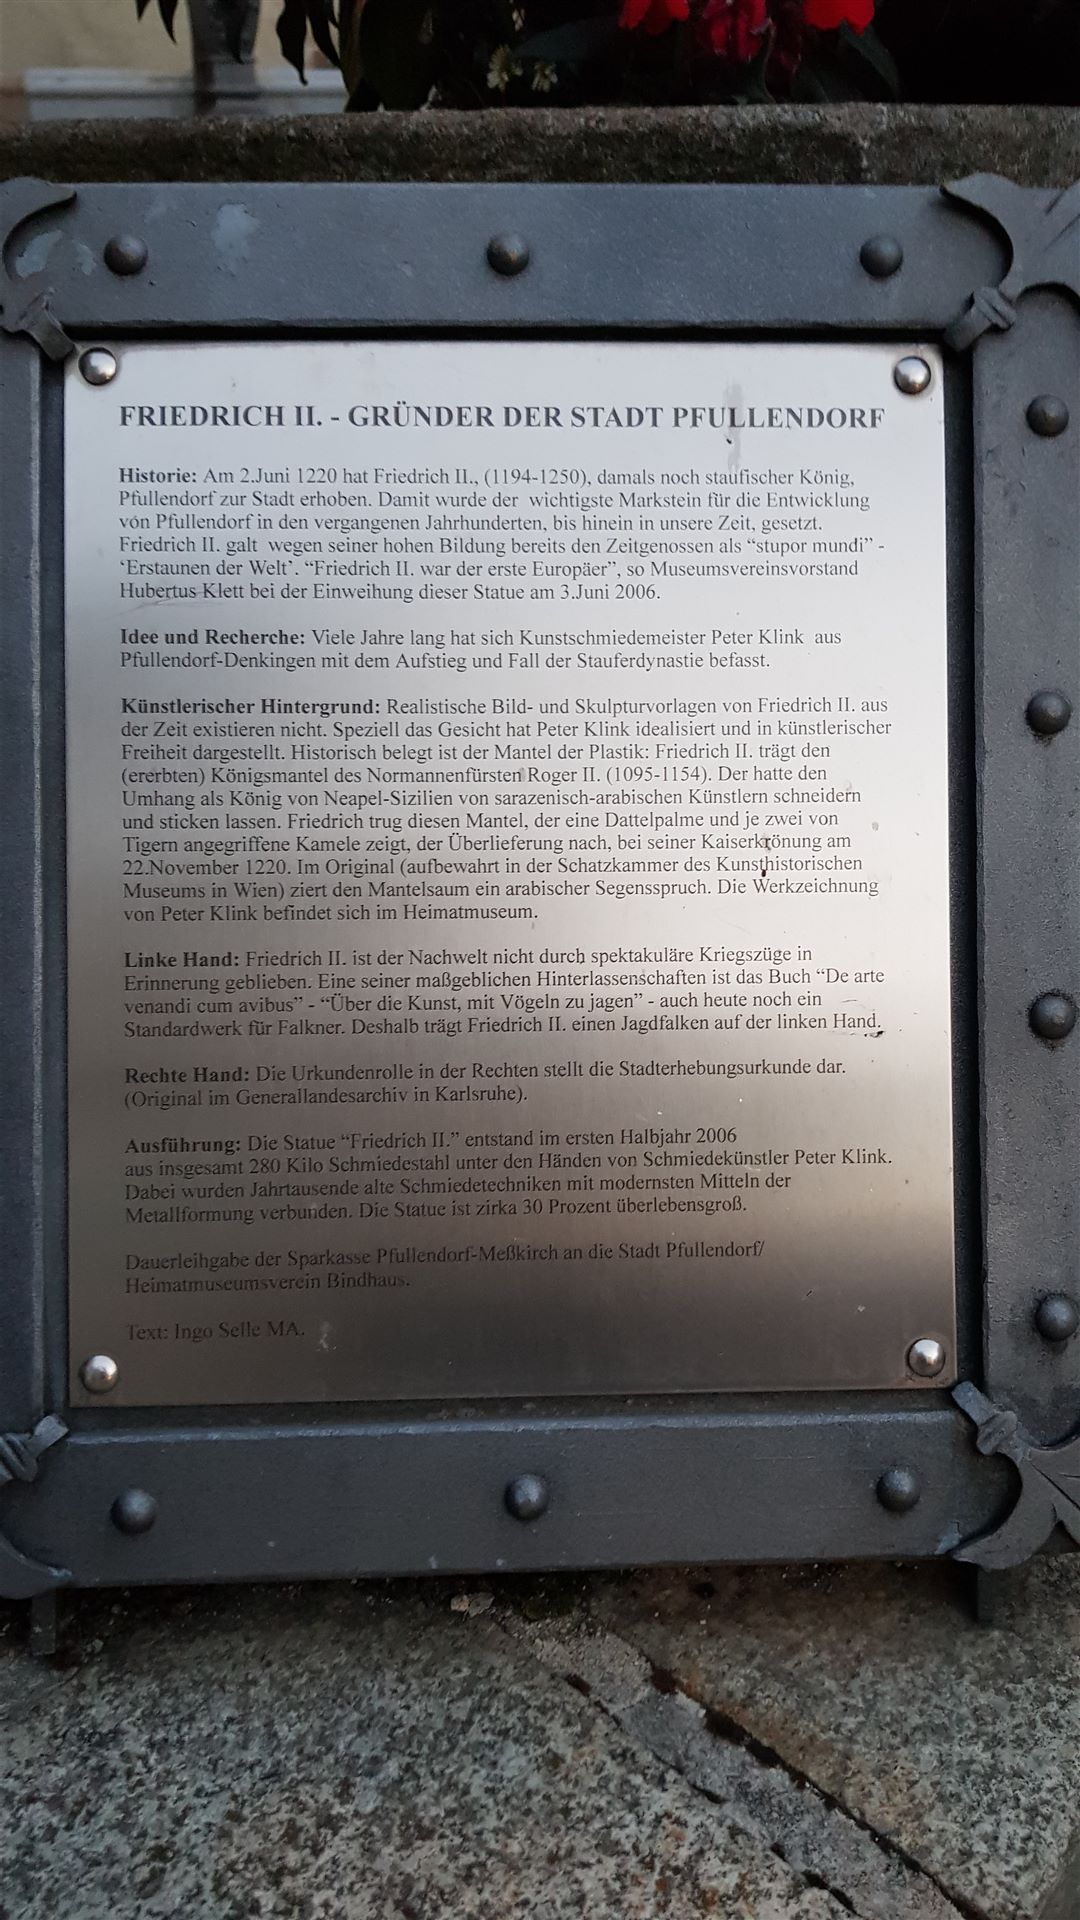 FRIEDRICH II. - GRÜNDER DER STADT PFULLENDORF
Historie: Am 2.Juni 1220 hat Friedrich II., (1194-1250), damals noch staufischer König,
Pfullendorf zur Stadt erhoben. Damit wurde der wichtigste Markstein für die Entwicklung
von Pfullendorf in den vergangenen Jahrhunderten, bis hinein in unsere Zeit, gesetzt.
Friedrich II. galt wegen seiner hohen Bildung bereits den Zeitgenossen als “stupor mundi” -
‘Erstaunen der Welt’. “Friedrich II. war der erste Europäer”, so Museumsvereinsvorstand
Hubertus Klett bei der Einweihung dieser Statue am 3.Juni 2006.
Idee und Recherche: Viele Jahre lang hat sich Kunstschmiedemeister Peter Klink aus
Pfullendorf-Denkingen mit dem Aufstieg und Fall der Stauferdynastie befasst.
Künstlerischer Hintergrund: Realistische Bild- und Skulpturvorlagen von Friedrich II. aus
der Zeit existieren nicht. Speziell das Gesicht hat Peter Klink idealisiert und in künstlerischer
Freiheit dargestellt. Historisch belegt ist der Mantel der Plastik: Friedrich II. trägt den
(ererbten) Königsmantel des Normannenfürsten Roger II. (1095-1154). Der hatte den
Umhang als König von Neapel-Sizilien von sarazenisch-arabischen Künstlern schneidern
und sticken lassen. Friedrich trug diesen Mantel, der eine Dattelpalme und je zwei von
Tigern angegriffene Kamele zeigt, der Überlieferung nach, bei seiner Kaiserkrönung am
22.November 1220. Im Original (aufbewahrt in der Schatzkammer des Kunsthistorischen
Museums in Wien) ziert den Mantelsaum ein arabischer Segensspruch. Die Werkzeichnung
von Peter Klink befindet sich im Heimatmuseum.
Linke Hand: Friedrich II. ist der Nachwelt nicht durch spektakuläre Kriegszüge in
Erinnerung geblieben. Eine seiner maßgeblichen Hinterlassenschaften ist das Buch “De arte
venandi cum avibus” - “Über die Kunst, mit Vögeln zu jagen” - auch heute noch ein
Standardwerk für Falkner. Deshalb trägt Friedrich II. einen Jagdfalken auf der linken Hand.
Rechte Hand: Die Urkundenrolle in der Rechten stellt die Stadterhebungsurkunde dar.
(Original im Generallandesarchiv in Karlsruhe).
Ausführung: Die Statue “Friedrich II.” entstand im ersten Halbjahr 2006
aus insgesamt 280 Kilo Schmiedestahl unter den Händen von Schmiedekünstler Peter Klink.
Dabei wurden Jahrtausende alte Schmiedetechniken mit modernsten Mitteln der
Metallformung verbunden. Die Statue ist zirka 30 Prozent überlebensgroß.
Dauerleihgabe der Sparkasse Pfullendorf-Meßkirch an die Stadt Pfullendorf/
Heimatmuseumsverein Bindhaus.
Text: Ingo Selle MA.